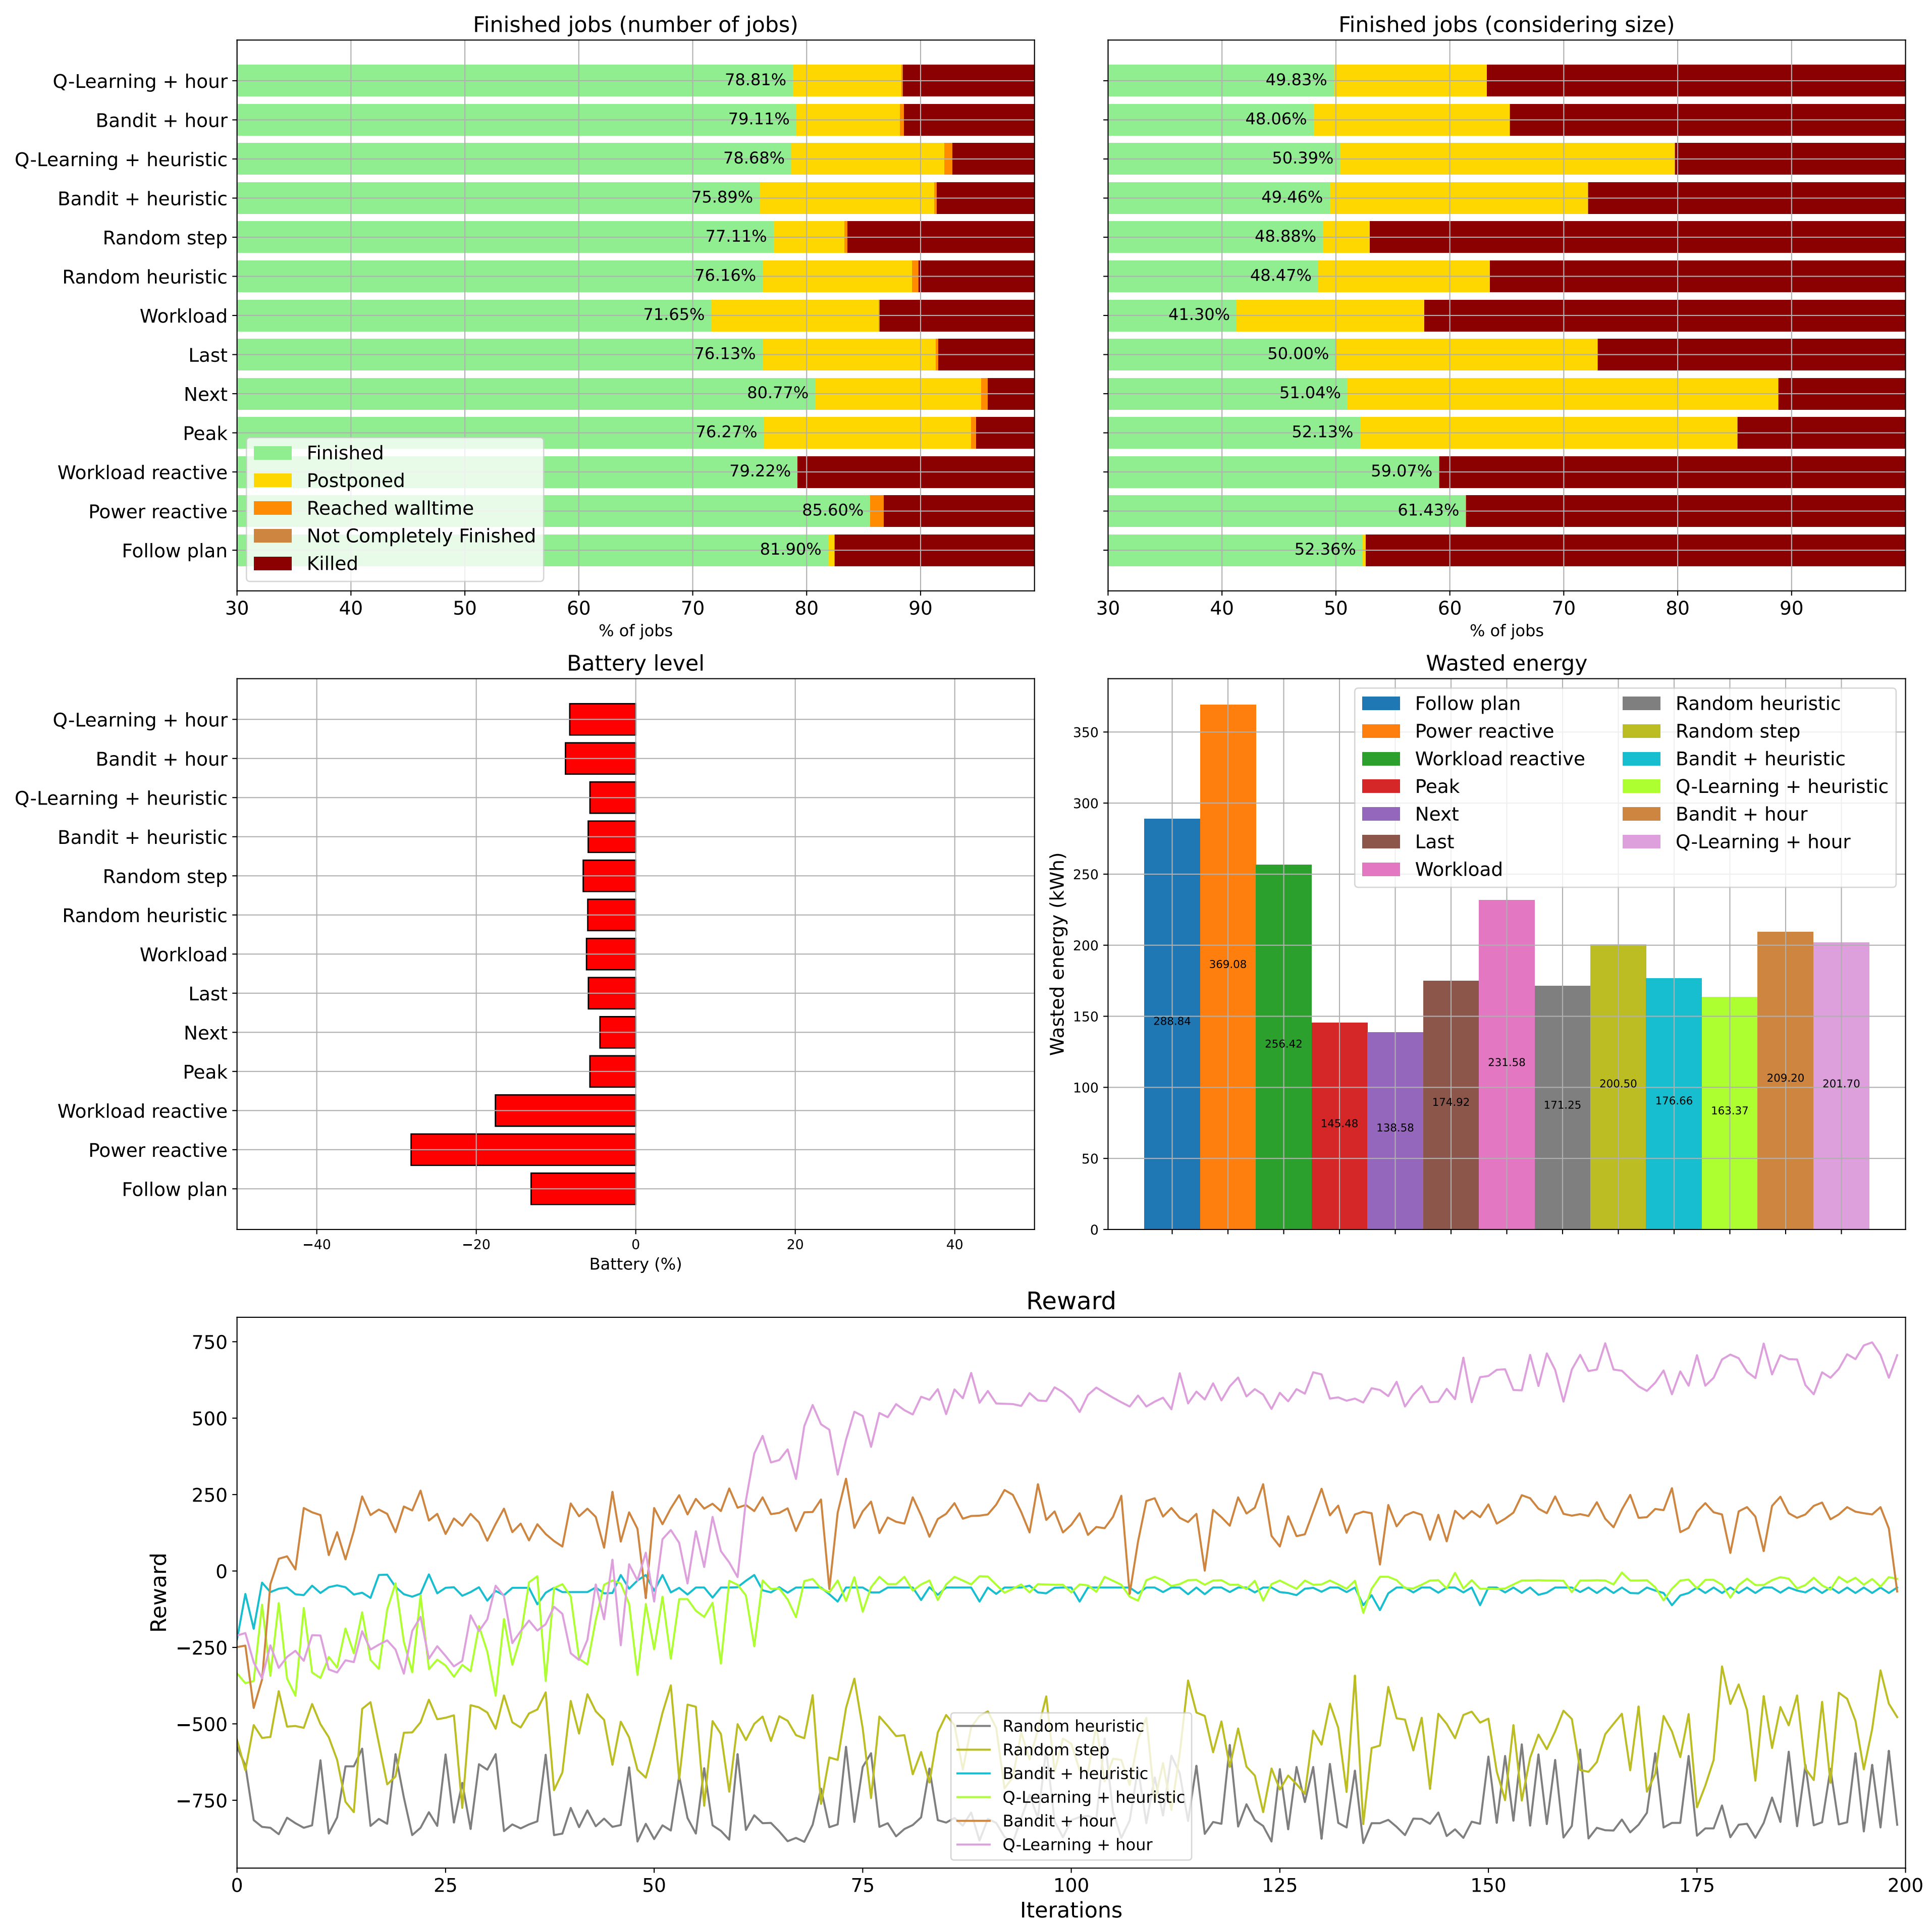 Finished jobs (number of jobs)
Q-Learning + hour
Bandit + hour
Q-Learning + heuristic
Bandit + heuristic
Random step
Random heuristic
Workload
Last
Next
Peak
Workload reactive
Power reactive
Follow plan
78.81%
79.11%
78.68%
75.89%
77.11%
76.16%
71.65%
76.13%
80.77%
76.27%
79.22%
85.60%
81.90%
Finished
Postponed
Reached walltime
Not Completely Finished
Killed
30 40 50 60 70 80 90
% of jobs
Finished jobs (considering size)
49.83%
48.06%
50.39%
49.46%
48.88%
48.47%
41.30%
50.00%
51.04%
52.13%
59.07%
61.43%
52.36%
30 40 50 60 70 80 90
% of jobs
Battery level
Q-Learning + hour
Bandit + hour
Q-Learning + heuristic
Bandit + heuristic
Random step
Random heuristic
Workload
Last
Next
Peak
Workload reactive
Power reactive
Follow plan
−40 −20 0 20 40
Battery (%)
Wasted energy
Wasted energy (kWh)
350
300
250
200
150
100
50
0
Follow plan
Power reactive
Workload reactive
Peak
Next
Last
Workload
Random heuristic
Random step
Bandit + heuristic
Q-Learning + heuristic
Bandit + hour
Q-Learning + hour
288.84
369.08
256.42
145.48
138.58
174.92
231.58
171.25
200.50
176.66
163.37
209.20
201.70
Reward
Reward
750
500
250
0
−250
−500
−750
Random heuristic
Random step
Bandit + heuristic
Q-Learning + heuristic
Bandit + hour
Q-Learning + hour
0 25 50 75 100 125 150 175 200
Iterations